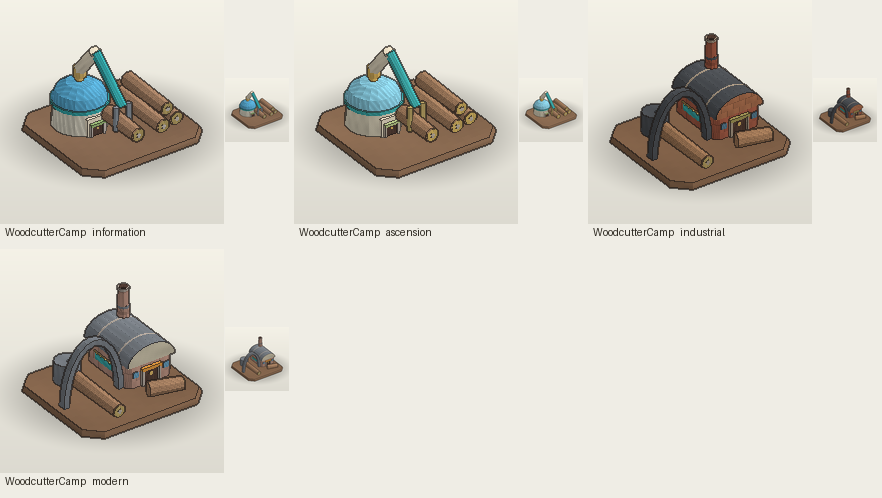 WoodcutterCamp information
WoodcutterCamp ascension
WoodcutterCamp industrial
WoodcutterCamp modern